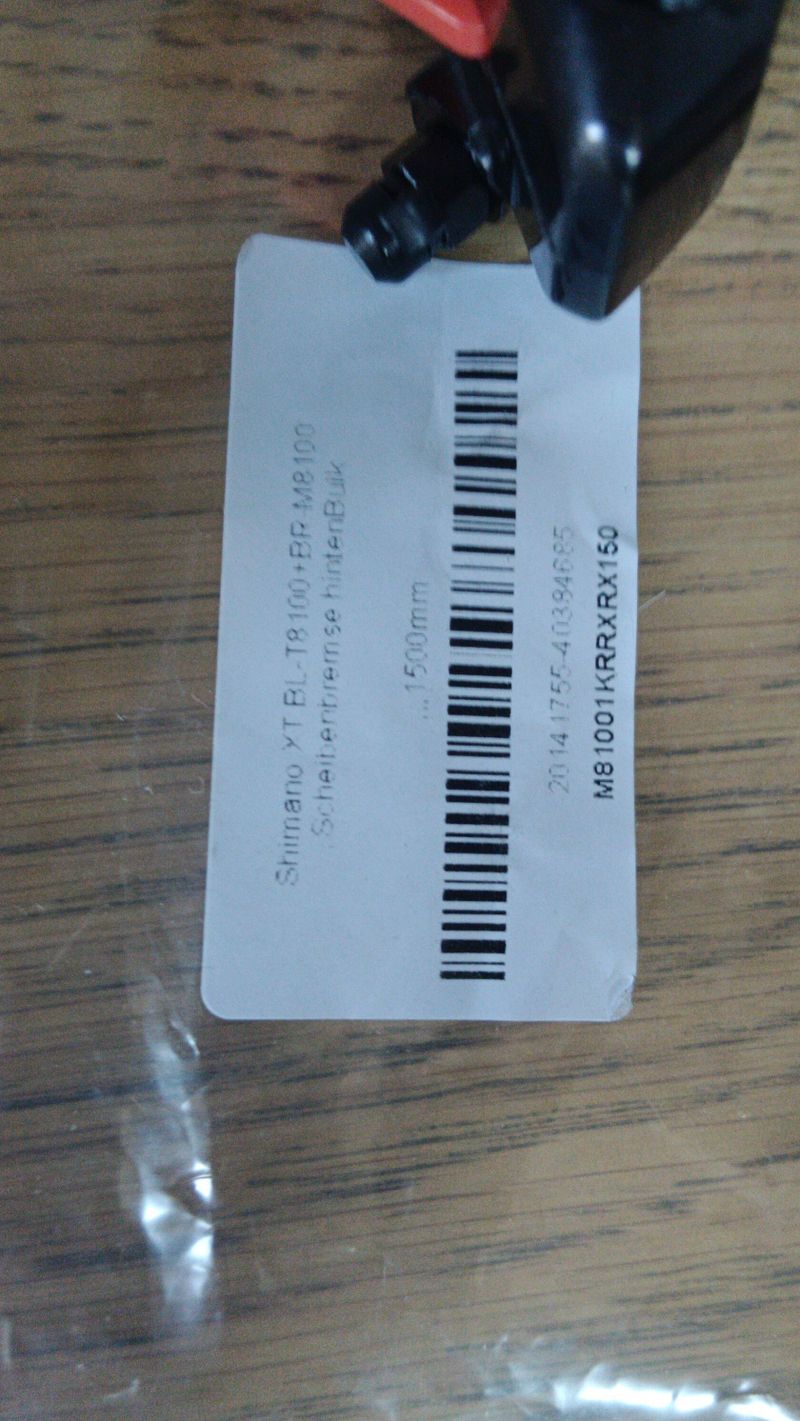 Shimano XT BL-T8100+BR-M8100
Scheibenbremse hintenBulk
...1500mm
20141755-40384685
M81001KRRXRX150